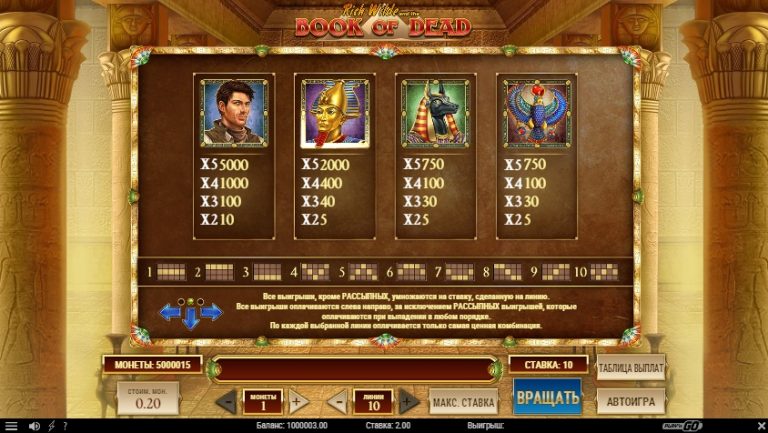 Rich Wilde and the
BOOK OF DEAD
X5 5000
X4 1000
X3 100
X2 10
X5 2000
X4 400
X3 40
X2 5
X5 750
X4 100
X3 30
X2 5
X5 750
X4 100
X3 30
X2 5
1 2 3 4 5 6 7 8 9 10
Все выигрыши, кроме РАССЫПНЫХ, умножаются на ставку, сделанную на линию.
Все выигрыши оплачиваются слева направо, за исключением РАССЫПНЫХ выигрышей, которые
оплачиваются при выпадении в любом порядке.
По каждой выбранной линии оплачивается только самая ценная комбинация.
МОНЕТЫ: 5000015
СТАВКА: 10
ТАБЛИЦА ВЫПЛАТ
СТОИМ. МОН.
0.20
−
МОНЕТЫ
1
+
−
ЛИНИИ
10
+
МАКС. СТАВКА
ВРАЩАТЬ
АВТОИГРА
?
Баланс: 1000003.00
Ставка: 2.00
Выигрыш:
PLAY'N GO